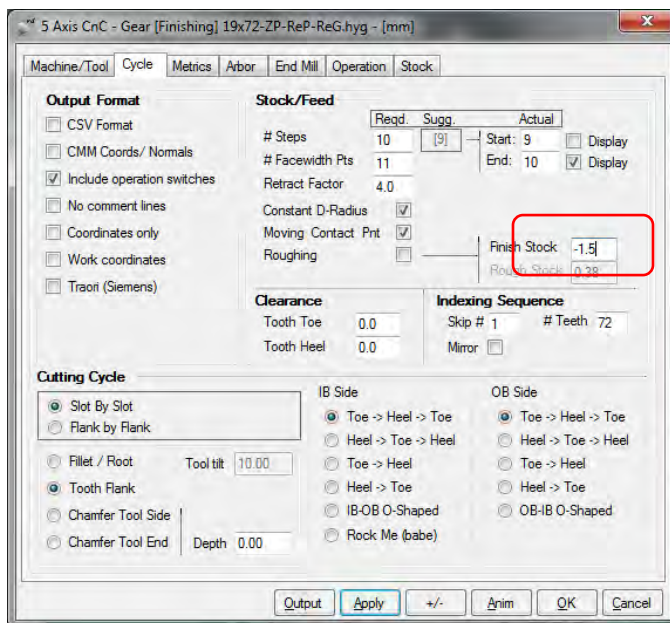 5 Axis CnC - Gear [Finishing] 19x72-ZP-ReP-ReG.hyg - [mm]
Machine/Tool Cycle Metrics Arbor End Mill Operation Stock
Output Format
CSV Format
CMM Coords/ Normals
Include operation switches
No comment lines
Coordinates only
Work coordinates
Traori (Siemens)
Stock/Feed
Reqd. Sugg. Actual
# Steps 10 [9] Start: 9 Display
# Facewidth Pts 11 End: 10 Display
Retract Factor 4.0
Constant D-Radius
Moving Contact Pnt
Roughing
Finish Stock -1.5
Rough Stock 0.38
Clearance
Tooth Toe 0.0
Tooth Heel 0.0
Indexing Sequence
Skip # 1 # Teeth 72
Mirror
Cutting Cycle
Slot By Slot
Flank by Flank
Fillet / Root Tool tilt 10.00
Tooth Flank
Chamfer Tool Side
Chamfer Tool End Depth 0.00
IB Side
Toe -> Heel -> Toe
Heel -> Toe -> Heel
Toe -> Heel
Heel -> Toe
IB-OB O-Shaped
Rock Me (babe)
OB Side
Toe -> Heel -> Toe
Heel -> Toe -> Heel
Toe -> Heel
Heel -> Toe
OB-IB O-Shaped
Output Apply +/- Anim OK Cancel